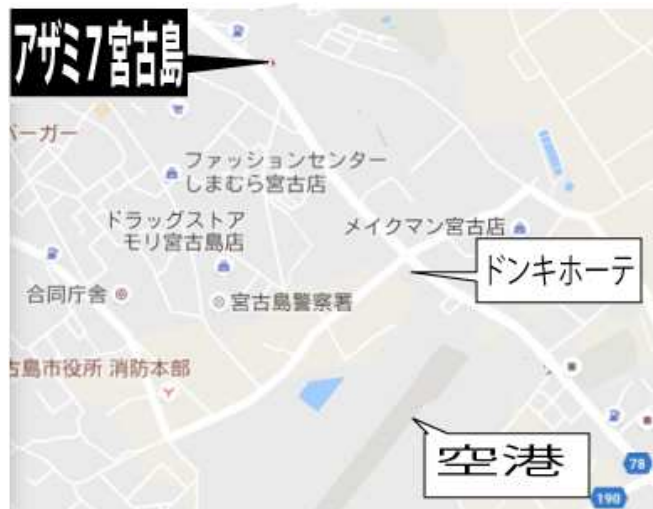 アザミ7宮古島
バーガー
ファッションセンター
しまむら宮古店
ドラッグストア
モリ宮古島店
メイクマン宮古店
ドンキホーテ
合同庁舎
宮古島警察署
古島市役所 消防本部
空港
78
190